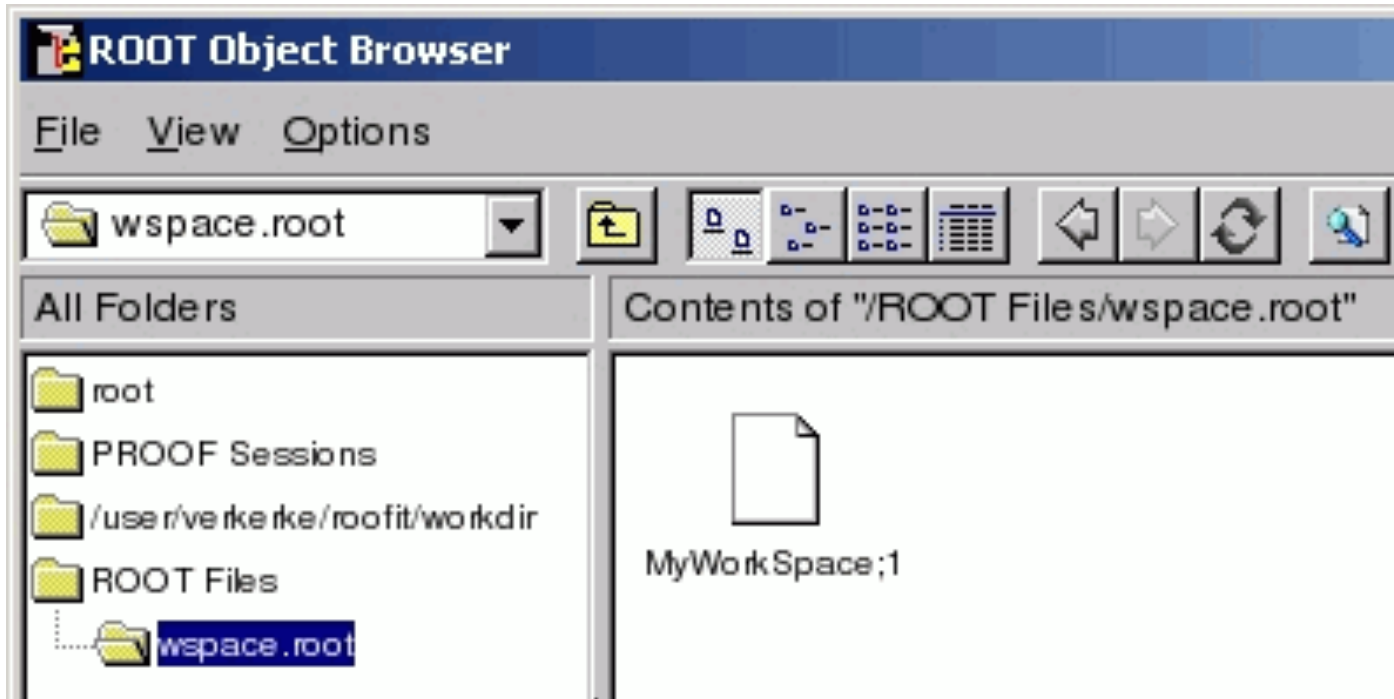 ROOT Object Browser
File View Options
wspace.root
All Folders
Contents of "/ROOT Files/wspace.root"
root
PROOF Sessions
/user/verkerke/roofit/workdir
ROOT Files
wspace.root
MyWorkSpace;1